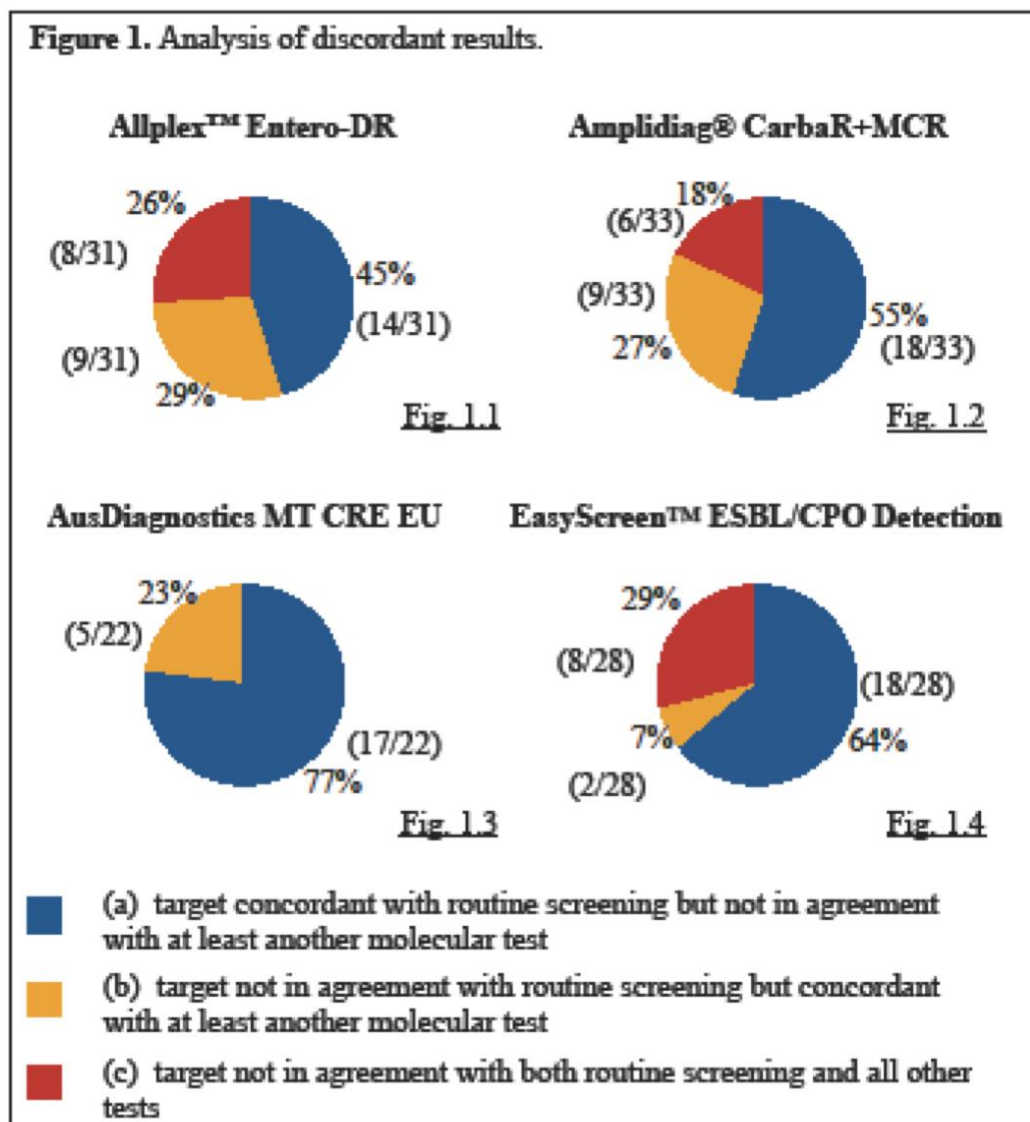 Figure 1. Analysis of discordant results.
Allplex™ Entero-DR
26%
(8/31)
45%
(14/31)
(9/31)
29%
Fig. 1.1
Amplidiag® CarbaR+MCR
18%
(6/33)
(9/33)
27%
55%
(18/33)
Fig. 1.2
AusDiagnostics MT CRE EU
23%
(5/22)
(17/22)
77%
Fig. 1.3
EasyScreen™ ESBL/CPO Detection
29%
(8/28)
(18/28)
7%
64%
(2/28)
Fig. 1.4
(a) target concordant with routine screening but not in agreement
with at least another molecular test
(b) target not in agreement with routine screening but concordant
with at least another molecular test
(c) target not in agreement with both routine screening and all other
tests